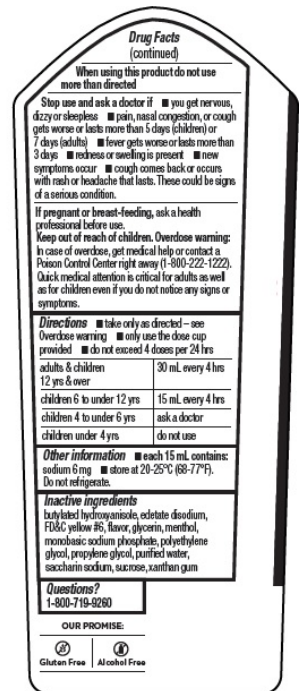 Drug Facts
(continued)
When using this product do not use
more than directed
Stop use and ask a doctor if ■ you get nervous,
dizzy or sleepless ■ pain, nasal congestion, or cough
gets worse or lasts more than 5 days (children) or
7 days (adults) ■ fever gets worse or lasts more than
3 days ■ redness or swelling is present ■ new
symptoms occur ■ cough comes back or occurs
with rash or headache that lasts. These could be signs
of a serious condition.
If pregnant or breast-feeding, ask a health
professional before use.
Keep out of reach of children. Overdose warning:
In case of overdose, get medical help or contact a
Poison Control Center right away (1-800-222-1222).
Quick medical attention is critical for adults as well
as for children even if you do not notice any signs or
symptoms.
Directions ■ take only as directed – see
Overdose warning ■ only use the dose cup
provided ■ do not exceed 4 doses per 24 hrs
adults & children 30 mL every 4 hrs
12 yrs & over
children 6 to under 12 yrs 15 mL every 4 hrs
children 4 to under 6 yrs ask a doctor
children under 4 yrs do not use
Other information ■ each 15 mL contains:
sodium 6 mg ■ store at 20-25°C (68-77°F).
Do not refrigerate.
Inactive ingredients
butylated hydroxyanisole, edetate disodium,
FD&C yellow #6, flavor, glycerin, menthol,
monobasic sodium phosphate, polyethylene
glycol, propylene glycol, purified water,
saccharin sodium, sucrose, xanthan gum
Questions?
1-800-719-9260
OUR PROMISE:
Gluten Free Alcohol Free